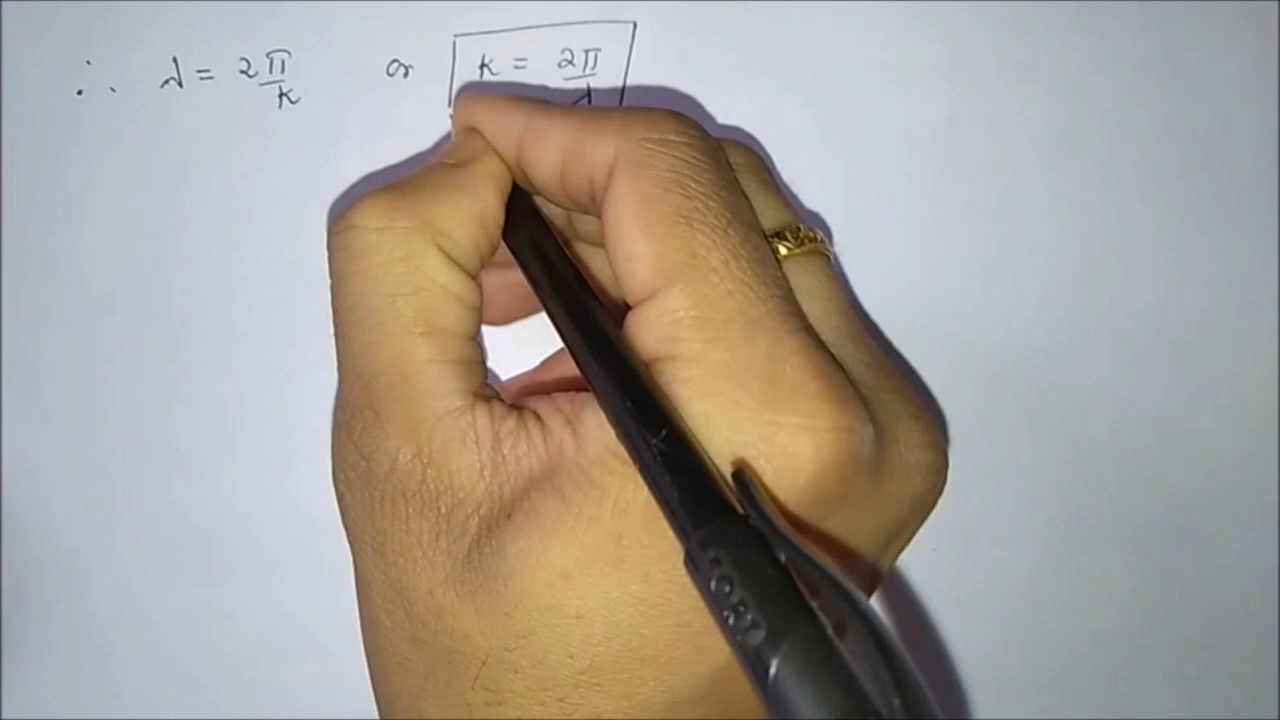 ∴ λ = 2π/k or k = 2π/λ